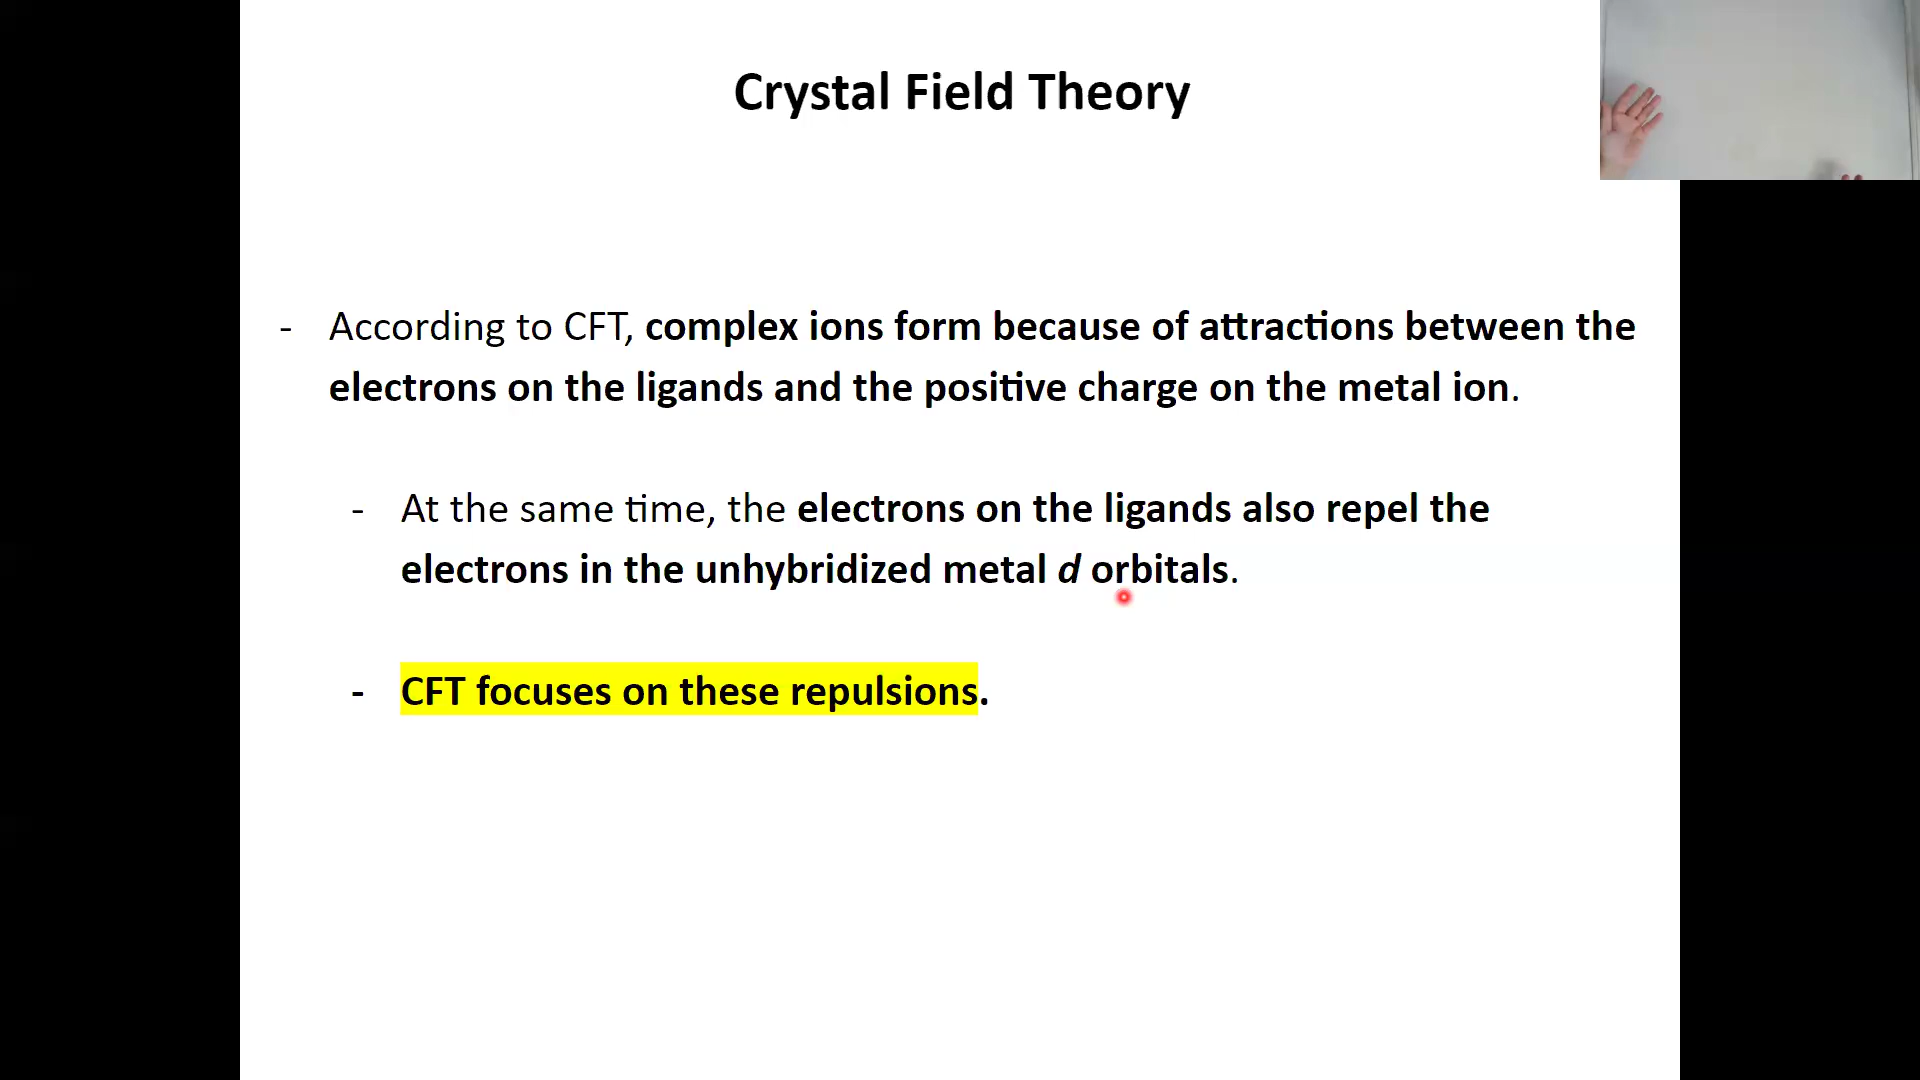 Crystal Field Theory
- According to CFT, complex ions form because of attractions between the
electrons on the ligands and the positive charge on the metal ion.
- At the same time, the electrons on the ligands also repel the
electrons in the unhybridized metal d orbitals.
- CFT focuses on these repulsions.